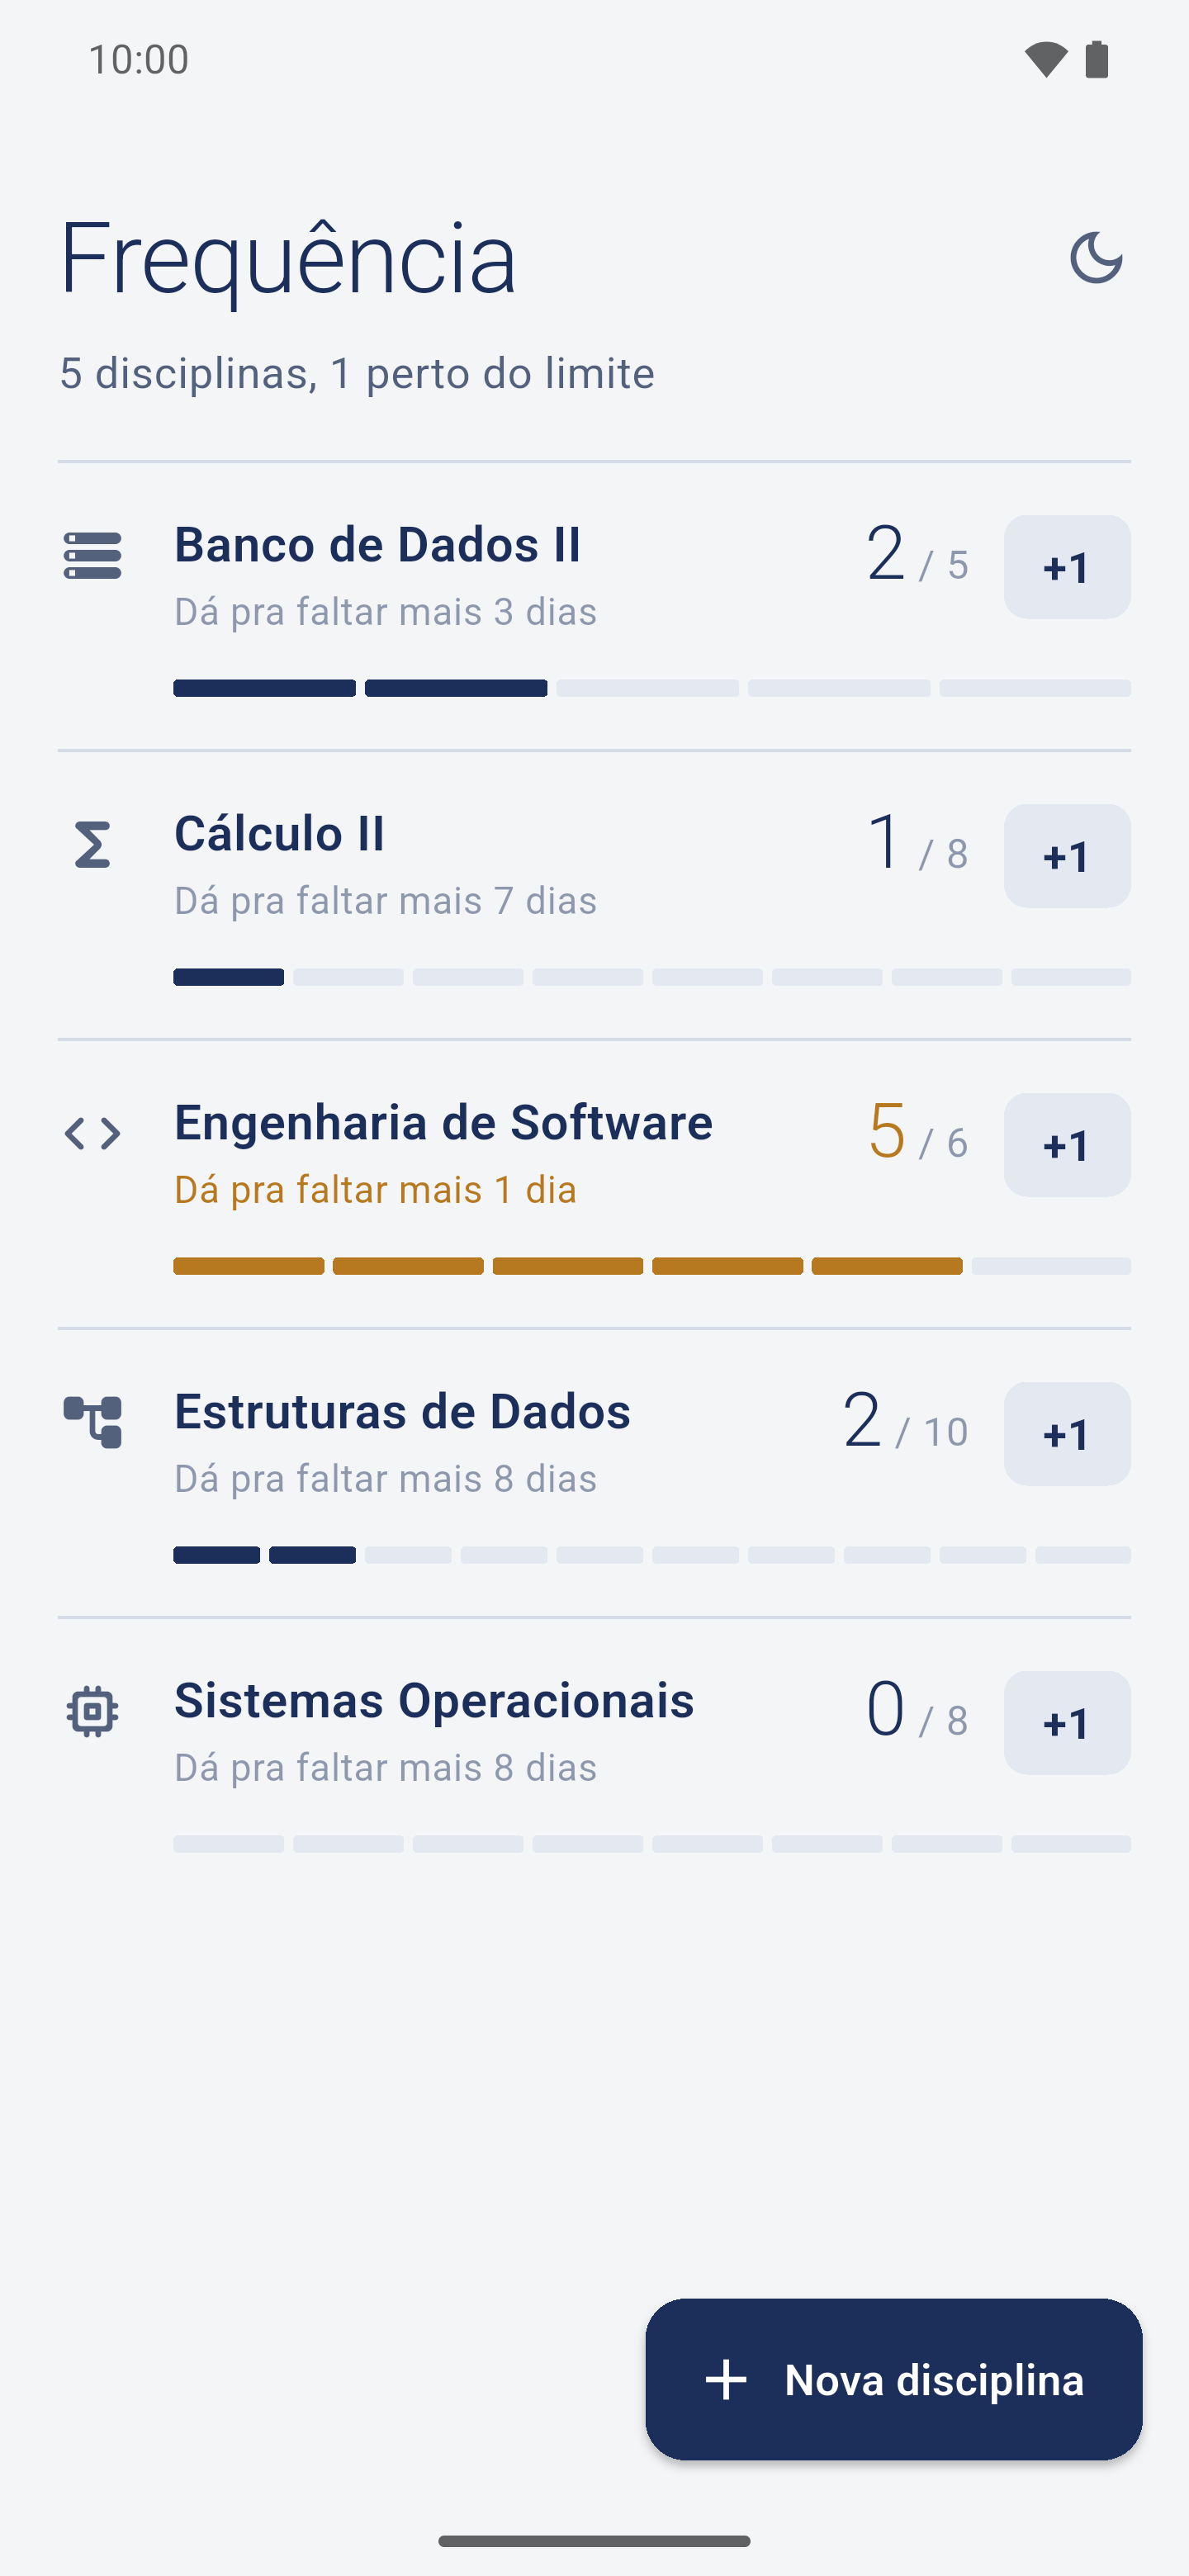 10:00
Frequência
5 disciplinas, 1 perto do limite
Banco de Dados II
2 / 5
+1
Dá pra faltar mais 3 dias
Cálculo II
1 / 8
+1
Dá pra faltar mais 7 dias
Engenharia de Software
5 / 6
+1
Dá pra faltar mais 1 dia
Estruturas de Dados
2 / 10
+1
Dá pra faltar mais 8 dias
Sistemas Operacionais
0 / 8
+1
Dá pra faltar mais 8 dias
+ Nova disciplina